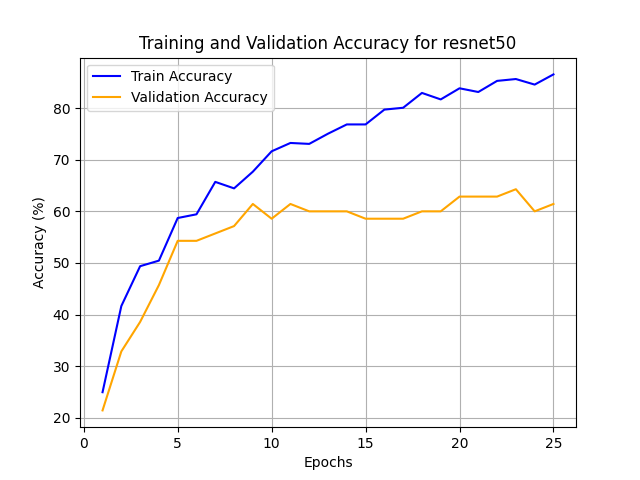 Training and Validation Accuracy for resnet50
Train Accuracy
Validation Accuracy
Accuracy (%)
80
70
60
50
40
30
20
0 5 10 15 20 25
Epochs